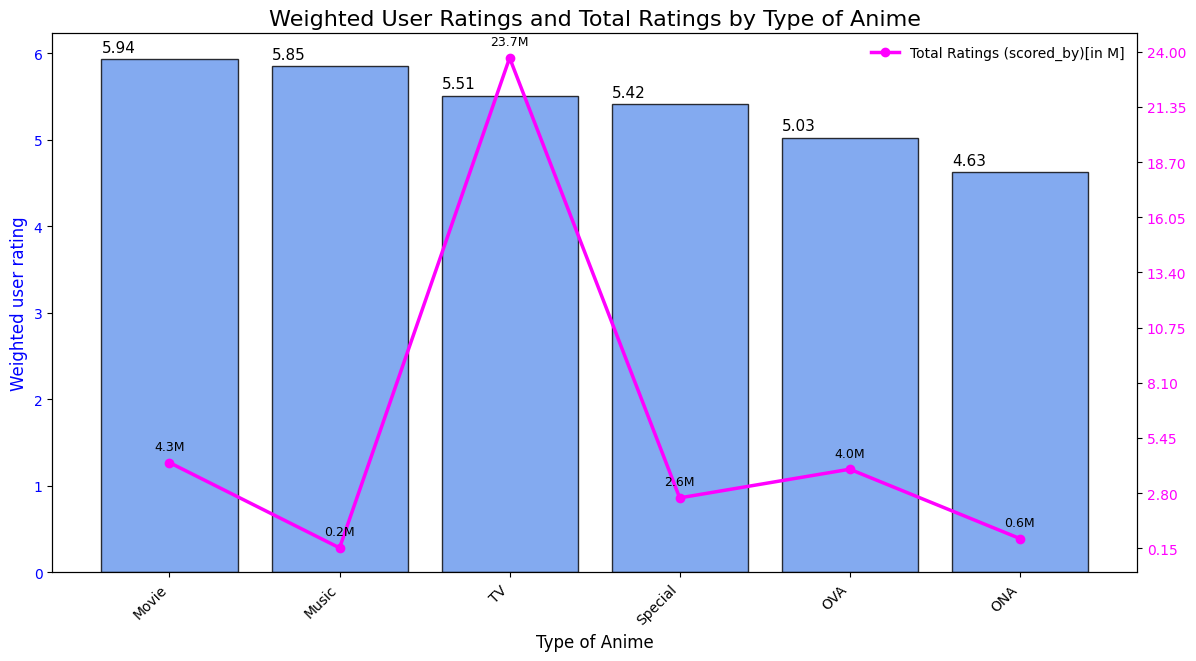 Weighted User Ratings and Total Ratings by Type of Anime
Total Ratings (scored_by)[in M]
Weighted user rating
6
5
4
3
2
1
0
5.94
5.85
5.51
5.42
5.03
4.63
4.3M
0.2M
23.7M
2.6M
4.0M
0.6M
24.00
21.35
18.70
16.05
13.40
10.75
8.10
5.45
2.80
0.15
Movie
Music
TV
Special
OVA
ONA
Type of Anime